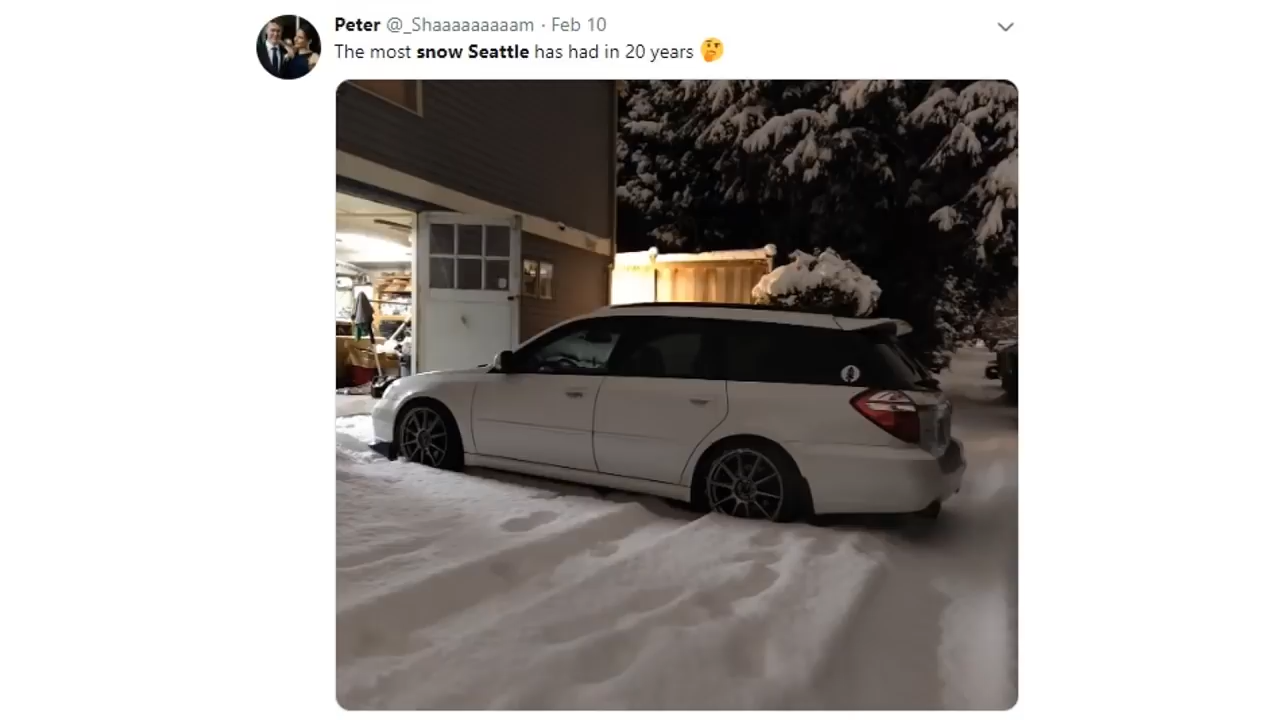 Peter @_Shaaaaaaaaam · Feb 10
The most snow Seattle has had in 20 years 🤔